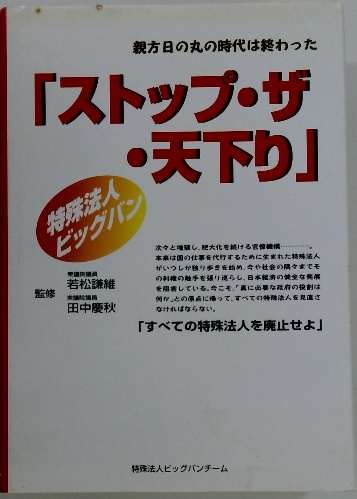 親方日の丸の時代は終わった
「ストップ・ザ
・天下り」
特殊法人
ビッグバン
次々と増殖し、肥大化を続ける官僚機構…………。
本来は国の仕事を代行するために生まれた特殊法人
がいつしか独り歩きを始め、今や社会の隅々までそ
の利権の触手を張り巡らし、日本経済の健全な発展
を阻害している。今こそ、「真に必要な政府の役割は
何か」との原点に帰って、すべての特殊法人を見直さ
なければならない。
監修
衆議院議員
若松謙維
衆議院議員
田中慶秋
「すべての特殊法人を廃止せよ」
特殊法人ビッグバンチーム